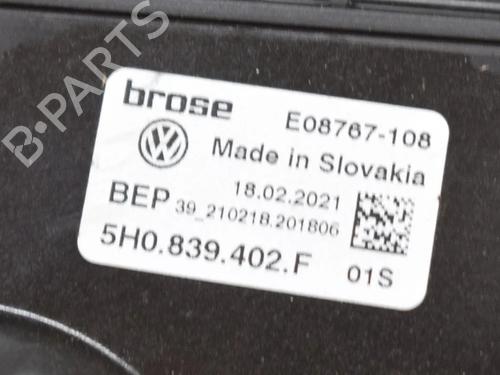 B-PARTS
brose
E08767-108
Made in Slovakia
18.02.2021
BEP 39_210218.201806
5H0.839.402.F
01S